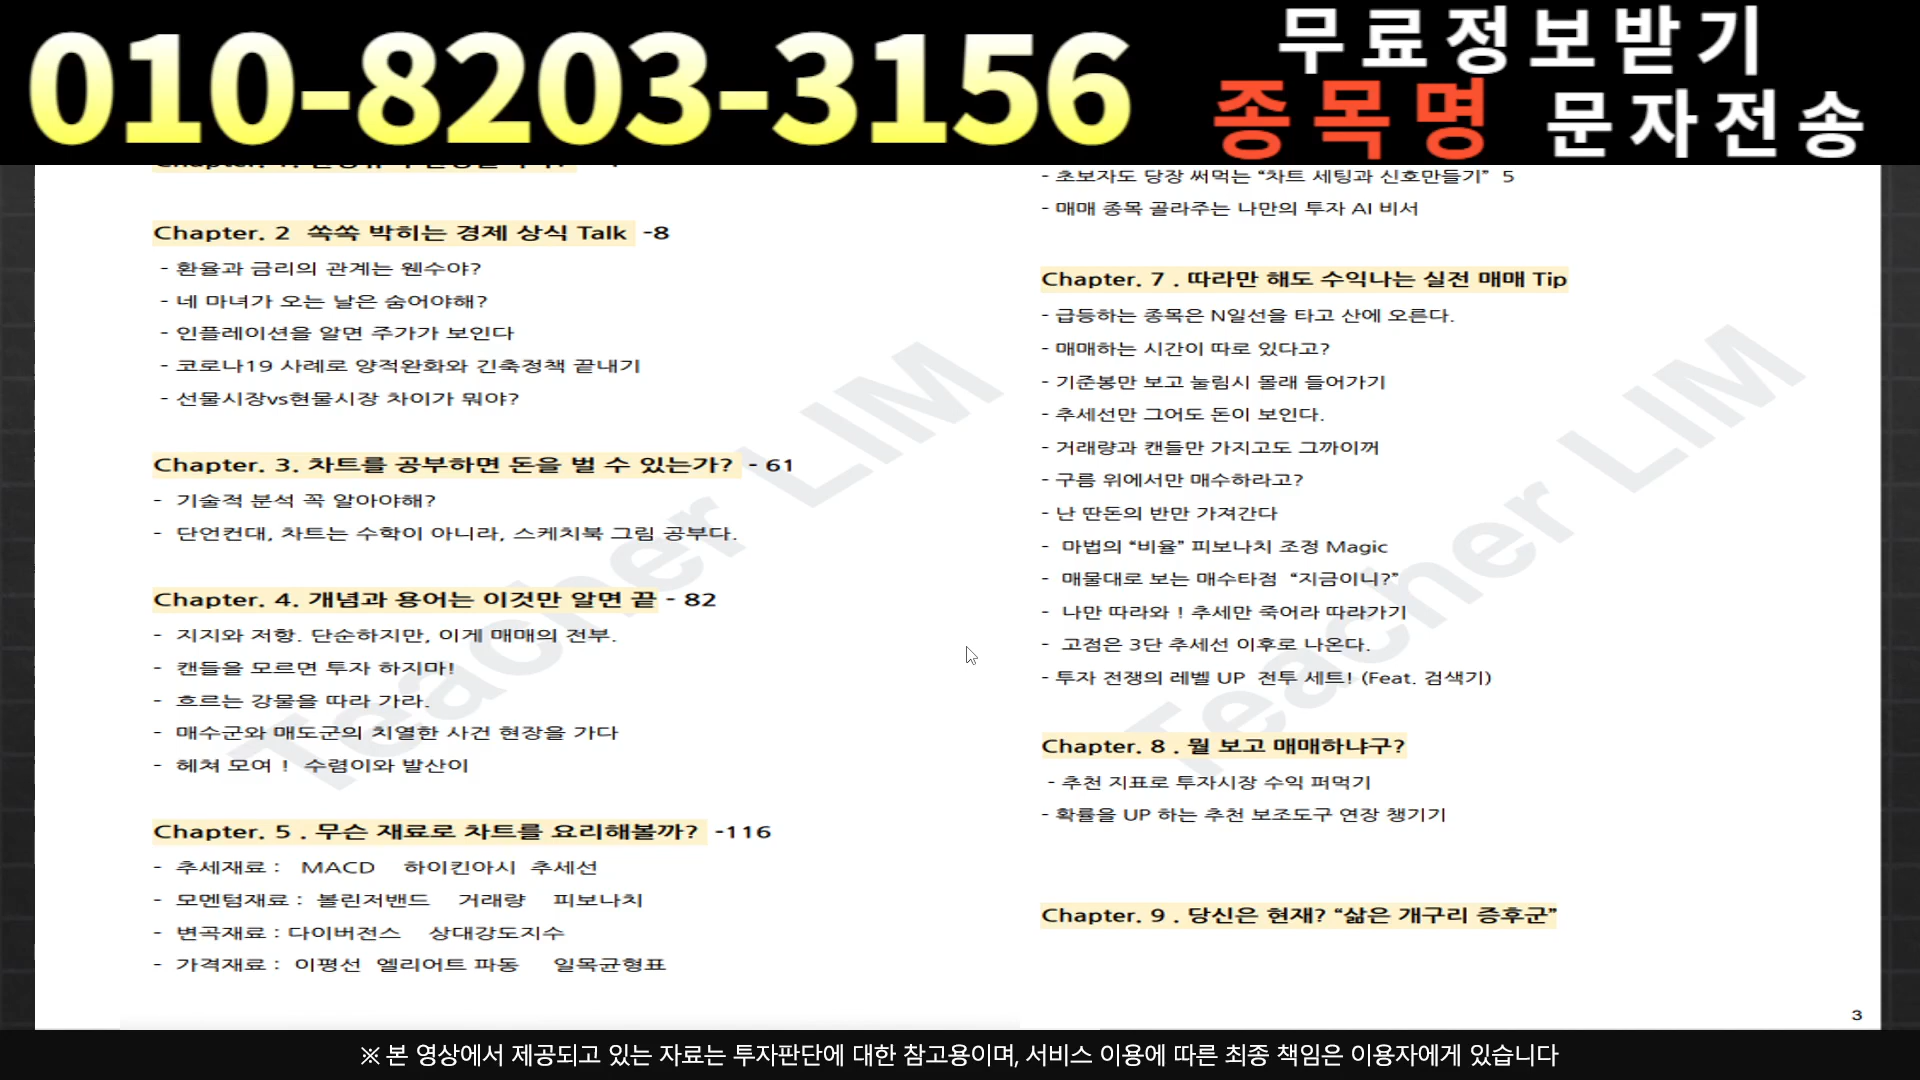 010-8203-3156
무료정보받기
종목명 문자전송
Chapter. 2 쏙쏙 박히는 경제 상식 Talk -8
- 환율과 금리의 관계는 웬수야?
- 네 마녀가 오는 날은 숨어야해?
- 인플레이션을 알면 주가가 보인다
- 코로나19 사례로 양적완화와 긴축정책 끝내기
- 선물시장vs현물시장 차이가 뭐야?
Chapter. 3. 차트를 공부하면 돈을 벌 수 있는가? - 61
- 기술적 분석 꼭 알아야해?
- 단언컨대, 차트는 수학이 아니라, 스케치북 그림 공부다.
Chapter. 4. 개념과 용어는 이것만 알면 끝 - 82
- 지지와 저항. 단순하지만, 이게 매매의 전부.
- 캔들을 모르면 투자 하지마!
- 흐르는 강물을 따라 가라.
- 매수군와 매도군의 치열한 사건 현장을 가다
- 헤쳐 모여 ! 수렴이와 발산이
Chapter. 5 . 무슨 재료로 차트를 요리해볼까? -116
- 추세재료 : MACD 하이킨아시 추세선
- 모멘텀재료 : 볼린저밴드 거래량 피보나치
- 변곡재료 : 다이버전스 상대강도지수
- 가격재료 : 이평선 엘리어트 파동 일목균형표
- 초보자도 당장 써먹는 “차트 세팅과 신호만들기” 5
- 매매 종목 골라주는 나만의 투자 AI 비서
Chapter. 7 . 따라만 해도 수익나는 실전 매매 Tip
- 급등하는 종목은 N일선을 타고 산에 오른다.
- 매매하는 시간이 따로 있다고?
- 기준봉만 보고 눌림시 몰래 들어가기
- 추세선만 그어도 돈이 보인다.
- 거래량과 캔들만 가지고도 그까이꺼
- 구름 위에서만 매수하라고?
- 난 딴돈의 반만 가져간다
- 마법의 “비율” 피보나치 조정 Magic
- 매물대로 보는 매수타점 “지금이니?”
- 나만 따라와 ! 추세만 죽어라 따라가기
- 고점은 3단 추세선 이후로 나온다.
- 투자 전쟁의 레벨 UP 전투 세트! (Feat. 검색기)
Chapter. 8 . 뭘 보고 매매하냐구?
- 추천 지표로 투자시장 수익 퍼먹기
- 확률을 UP 하는 추천 보조도구 연장 챙기기
Chapter. 9 . 당신은 현재? “삶은 개구리 증후군”
Teacher LIM
Teacher LIM
3
※ 본 영상에서 제공되고 있는 자료는 투자판단에 대한 참고용이며, 서비스 이용에 따른 최종 책임은 이용자에게 있습니다